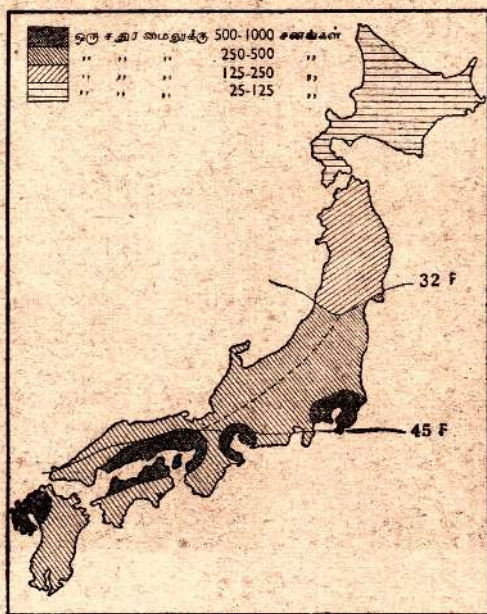 ஒரு சதுர மைலுக்கு 500-1000 சனங்கள்
,, ,, ,, 250-500 ,,
,, ,, ,, 125-250 ,,
,, ,, ,, 25-125 ,,
32 F
45 F